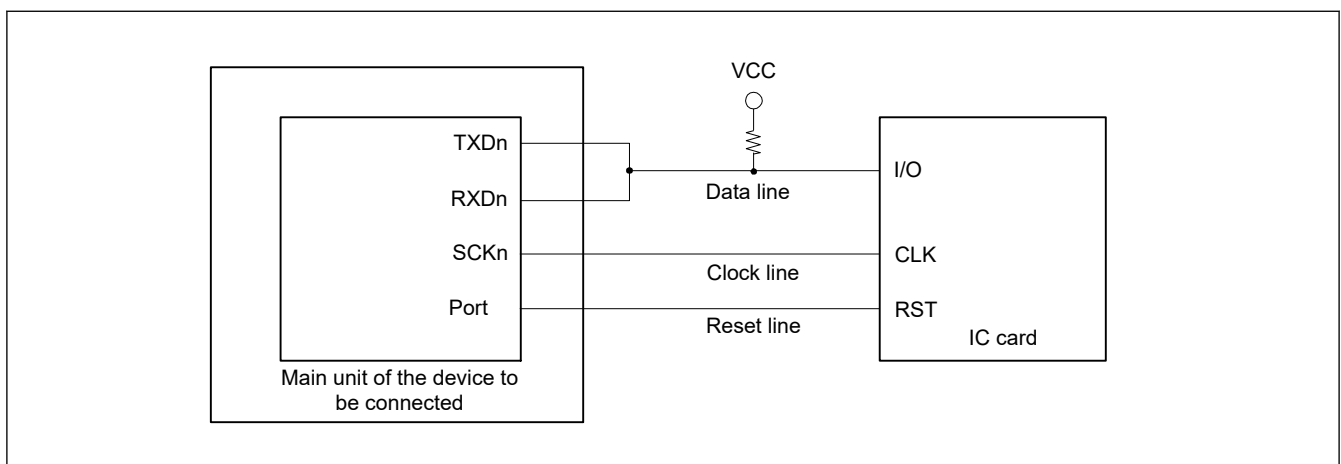 VCC
TXDn
I/O
Data line
RXDn
SCKn
CLK
Clock line
Port
RST
Reset line
IC card
Main unit of the device to
be connected